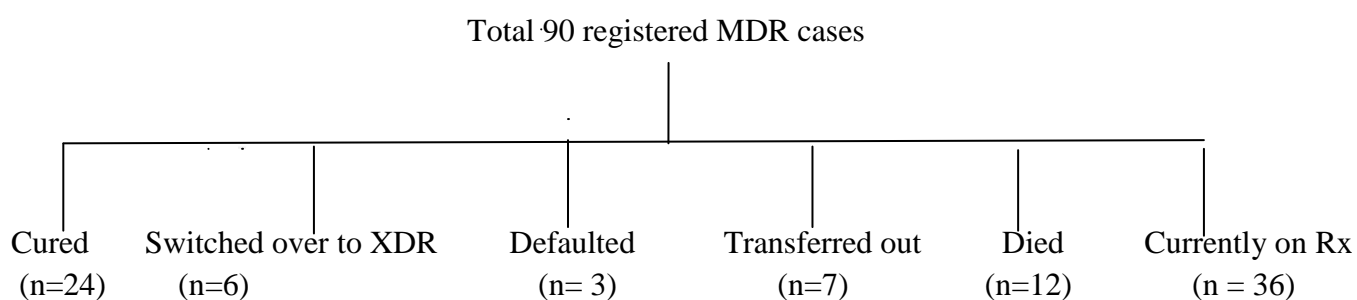 Total 90 registered MDR cases
Cured Switched over to XDR Defaulted Transferred out Died Currently on Rx
(n=24) (n=6) (n= 3) (n=7) (n=12) (n = 36)